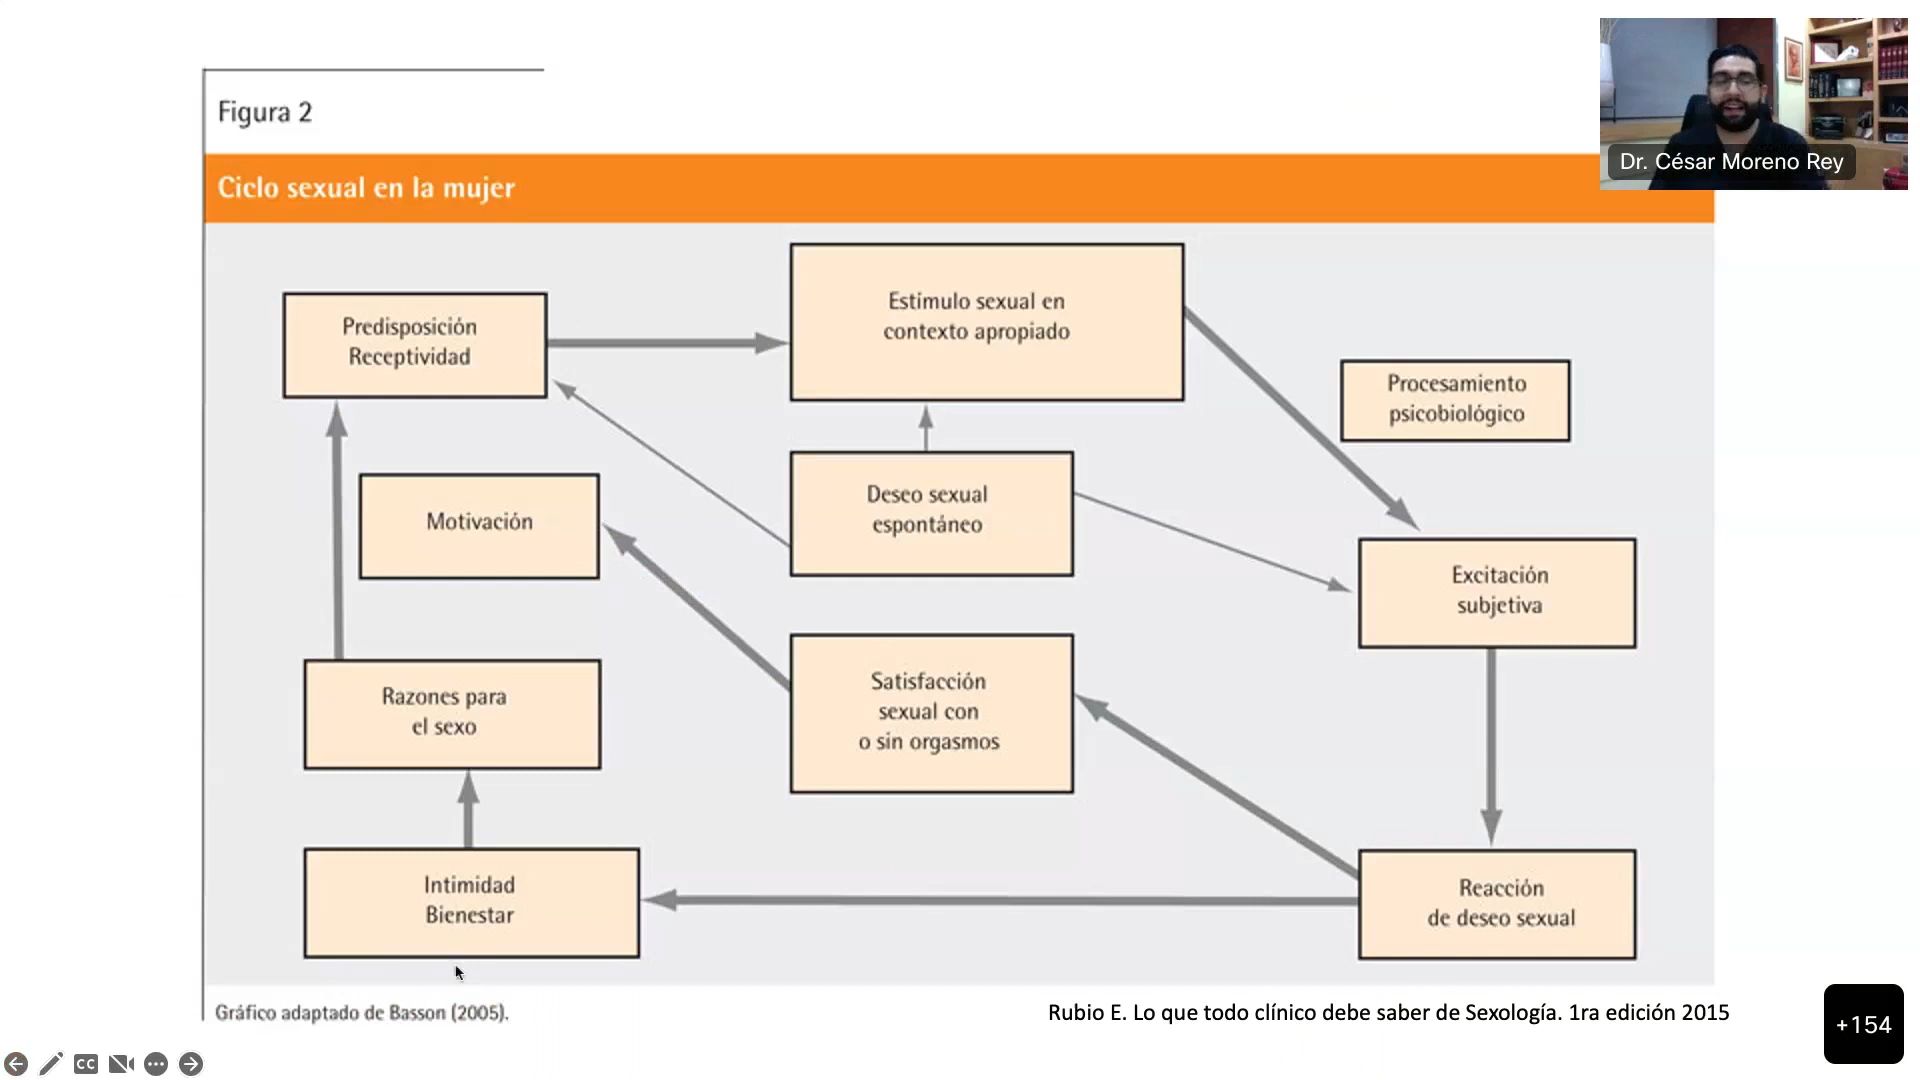 Figura 2
Ciclo sexual en la mujer
Dr. César Moreno Rey
Predisposición
Receptividad
Estímulo sexual en
contexto apropiado
Procesamiento
psicobiológico
Motivación
Deseo sexual
espontáneo
Excitación
subjetiva
Razones para
el sexo
Satisfacción
sexual con
o sin orgasmos
Intimidad
Bienestar
Reacción
de deseo sexual
Gráfico adaptado de Basson (2005).
Rubio E. Lo que todo clínico debe saber de Sexología. 1ra edición 2015
+154
CC